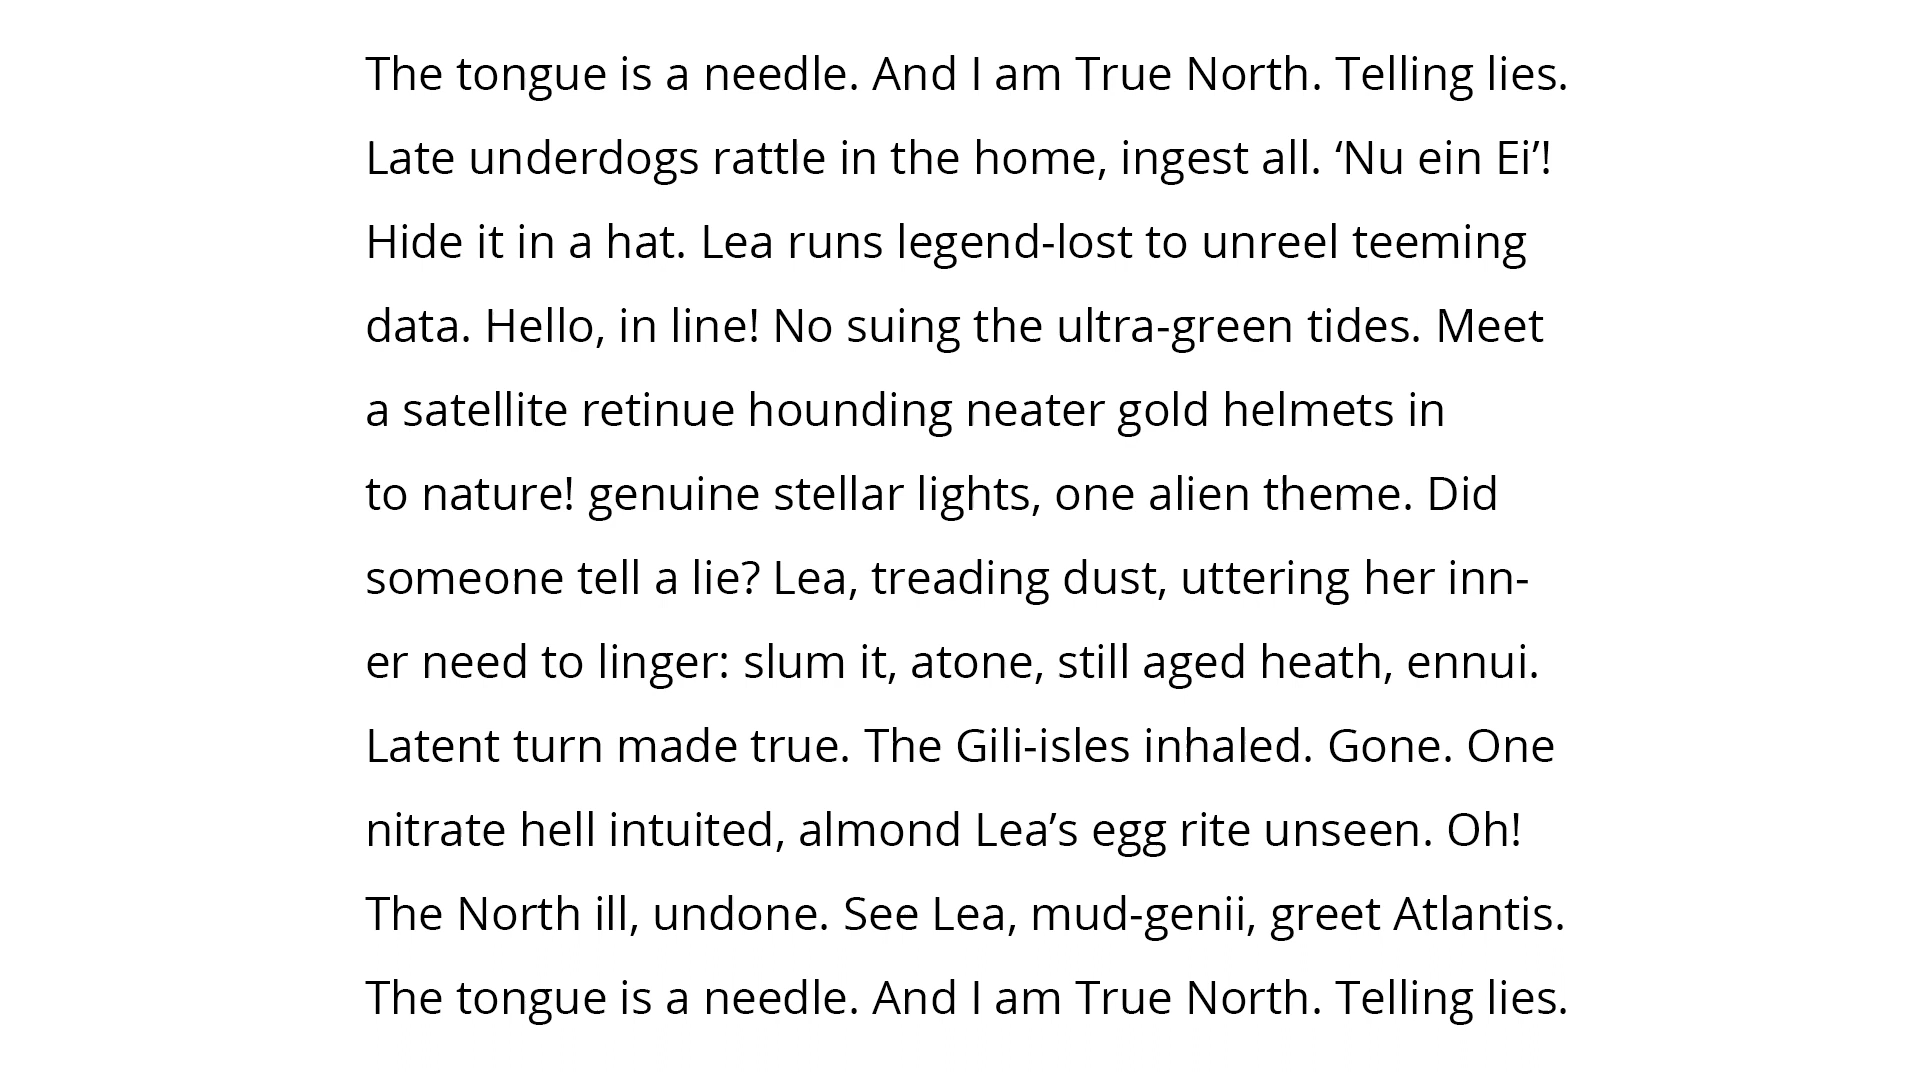 The tongue is a needle. And I am True North. Telling lies.
Late underdogs rattle in the home, ingest all. ‘Nu ein Ei’!
Hide it in a hat. Lea runs legend-lost to unreel teeming
data. Hello, in line! No suing the ultra-green tides. Meet
a satellite retinue hounding neater gold helmets in
to nature! genuine stellar lights, one alien theme. Did
someone tell a lie? Lea, treading dust, uttering her inn-
er need to linger: slum it, atone, still aged heath, ennui.
Latent turn made true. The Gili-isles inhaled. Gone. One
nitrate hell intuited, almond Lea’s egg rite unseen. Oh!
The North ill, undone. See Lea, mud-genii, greet Atlantis.
The tongue is a needle. And I am True North. Telling lies.